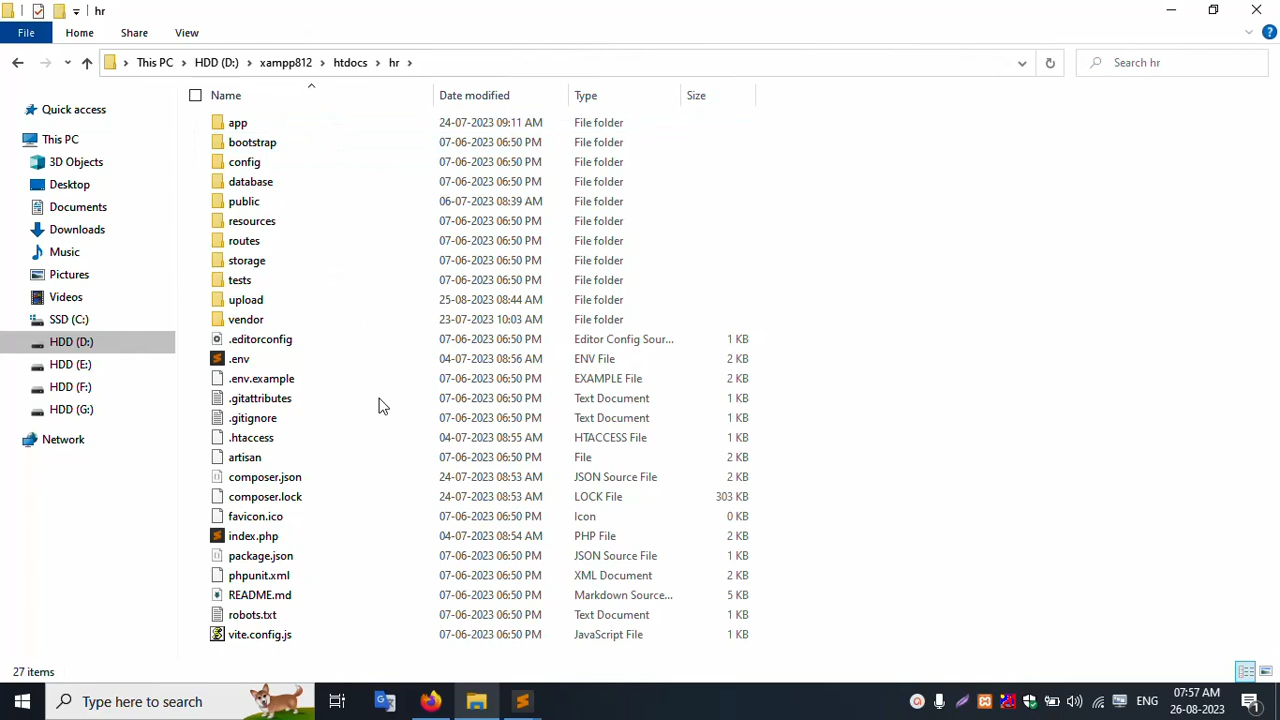 hr
File Home Share View
This PC HDD (D:) xampp812 htdocs hr Search hr
Name Date modified Type Size
Quick access
This PC
3D Objects
Desktop
Documents
Downloads
Music
Pictures
Videos
SSD (C:)
HDD (D:)
HDD (E:)
HDD (F:)
HDD (G:)
Network
app 24-07-2023 09:11 AM File folder
bootstrap 07-06-2023 06:50 PM File folder
config 07-06-2023 06:50 PM File folder
database 07-06-2023 06:50 PM File folder
public 06-07-2023 08:39 AM File folder
resources 07-06-2023 06:50 PM File folder
routes 07-06-2023 06:50 PM File folder
storage 07-06-2023 06:50 PM File folder
tests 07-06-2023 06:50 PM File folder
upload 25-08-2023 08:44 AM File folder
vendor 23-07-2023 10:03 AM File folder
.editorconfig 07-06-2023 06:50 PM Editor Config Sour... 1 KB
.env 04-07-2023 08:56 AM ENV File 2 KB
.env.example 07-06-2023 06:50 PM EXAMPLE File 2 KB
.gitattributes 07-06-2023 06:50 PM Text Document 1 KB
.gitignore 07-06-2023 06:50 PM Text Document 1 KB
.htaccess 04-07-2023 08:55 AM HTACCESS File 1 KB
artisan 07-06-2023 06:50 PM File 2 KB
composer.json 24-07-2023 08:53 AM JSON Source File 2 KB
composer.lock 24-07-2023 08:53 AM LOCK File 303 KB
favicon.ico 07-06-2023 06:50 PM Icon 0 KB
index.php 04-07-2023 08:54 AM PHP File 2 KB
package.json 07-06-2023 06:50 PM JSON Source File 1 KB
phpunit.xml 07-06-2023 06:50 PM XML Document 2 KB
README.md 07-06-2023 06:50 PM Markdown Source... 5 KB
robots.txt 07-06-2023 06:50 PM Text Document 1 KB
vite.config.js 07-06-2023 06:50 PM JavaScript File 1 KB
27 items
Type here to search
ENG
07:57 AM
26-08-2023
1